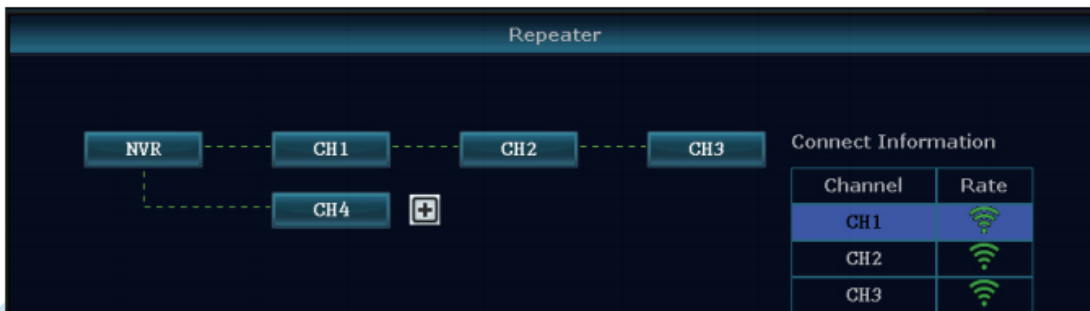 Repeater
NVR CH1 CH2 CH3
CH4
Connect Information
Channel Rate
CH1
CH2
CH3